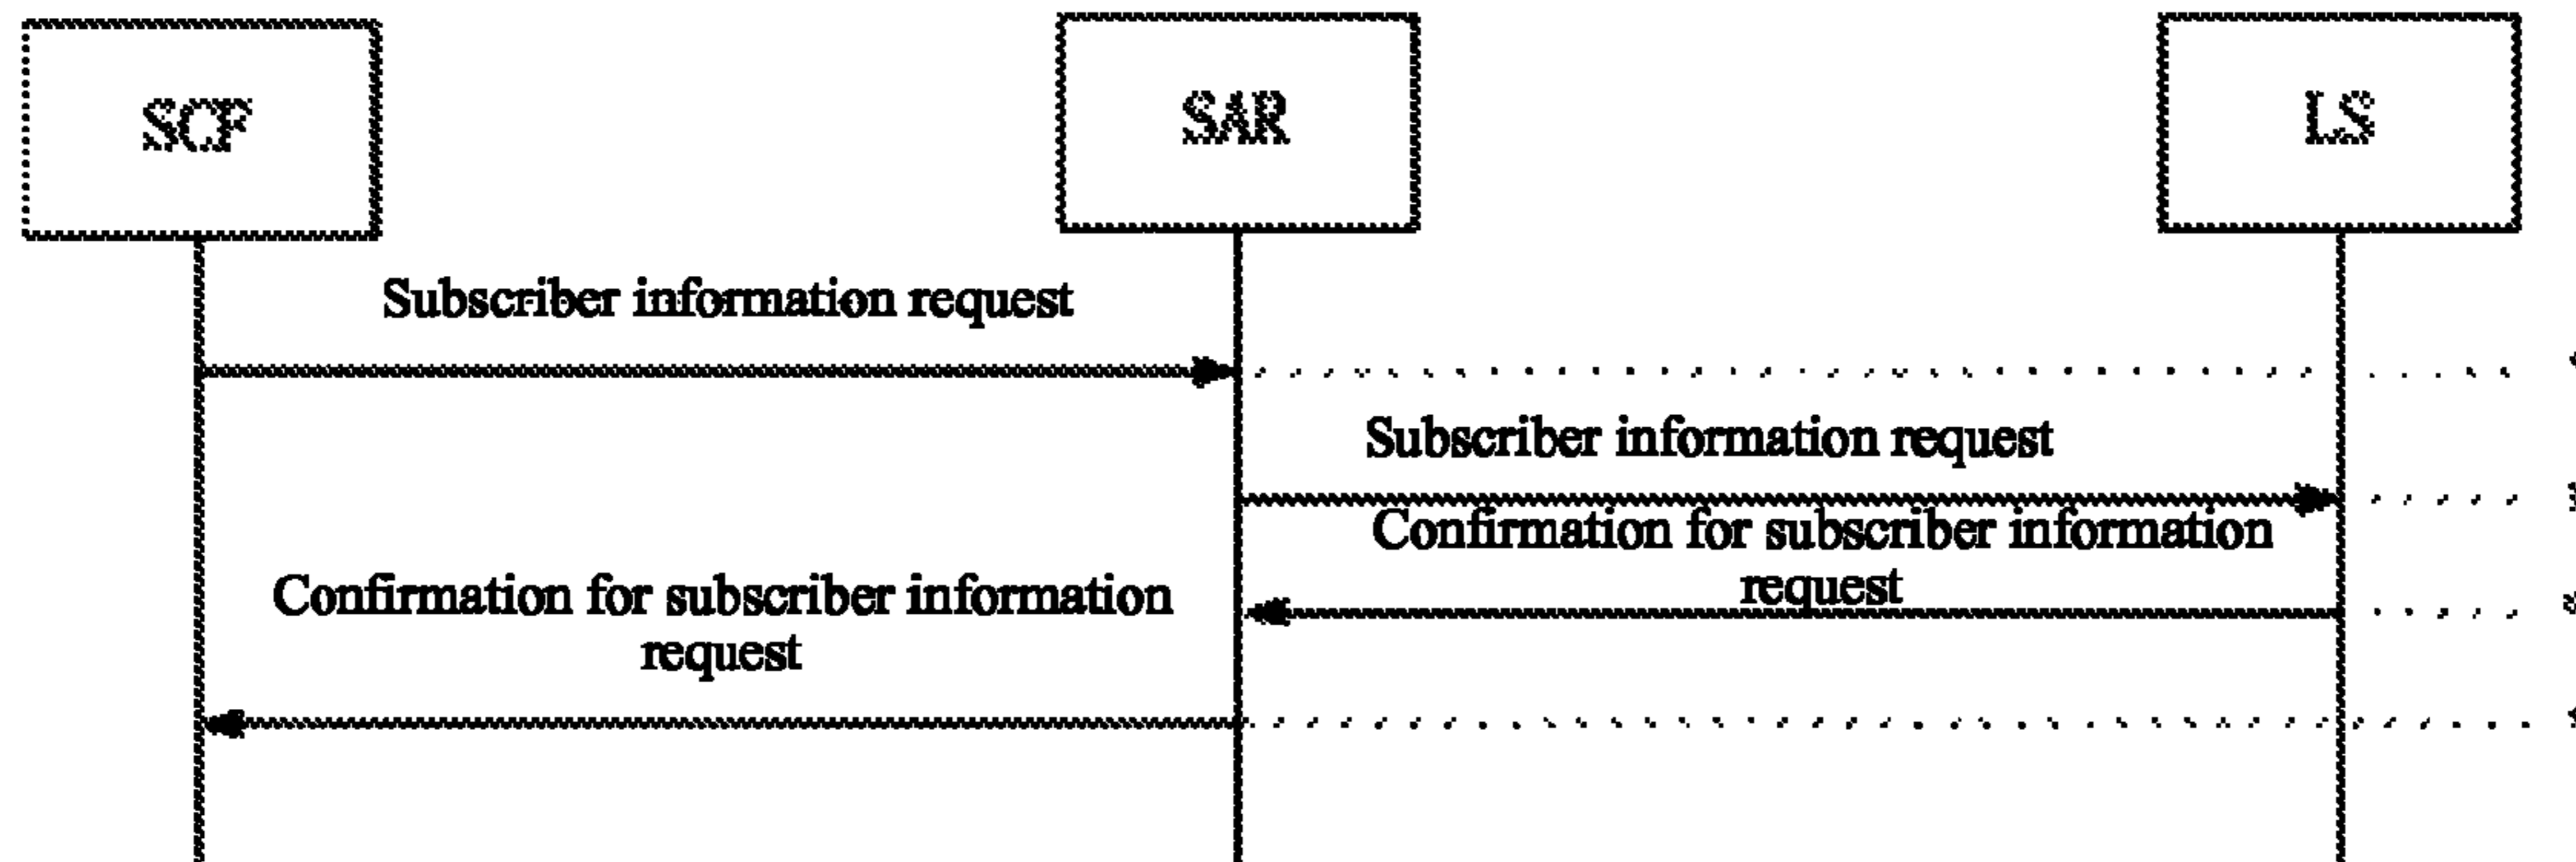 SCF
SAR
LS
Subscriber information request
Subscriber information request
Confirmation for subscriber information
request
Confirmation for subscriber information
request